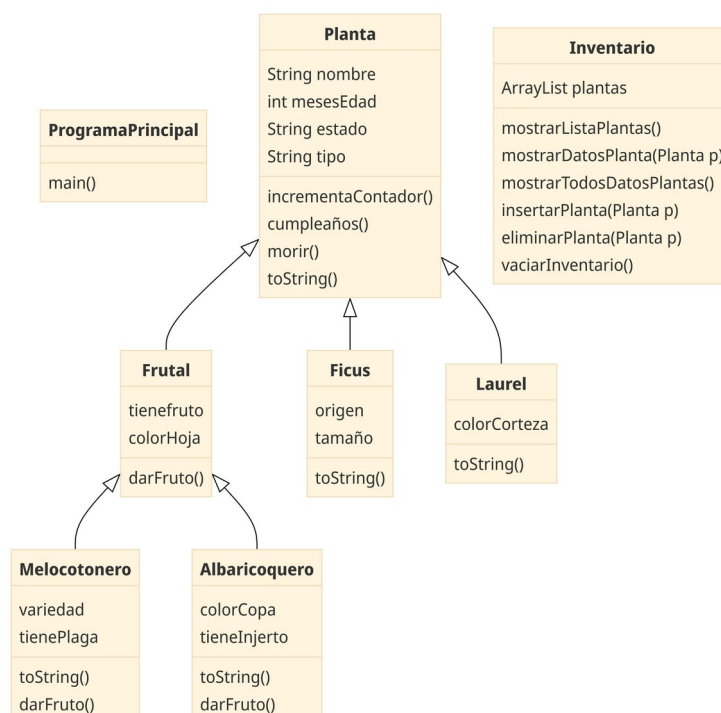 Planta
String nombre
int mesesEdad
String estado
String tipo
incrementaContador()
cumpleaños()
morir()
toString()
Inventario
ArrayList plantas
mostrarListaPlantas()
mostrarDatosPlanta(Planta p)
mostrarTodosDatosPlantas()
insertarPlanta(Planta p)
eliminarPlanta(Planta p)
vaciarInventario()
ProgramaPrincipal
main()
Frutal
tienefruto
colorHoja
darFruto()
Ficus
origen
tamaño
toString()
Laurel
colorCorteza
toString()
Melocotonero
variedad
tienePlaga
toString()
darFruto()
Albaricoquero
colorCopa
tieneInjerto
toString()
darFruto()